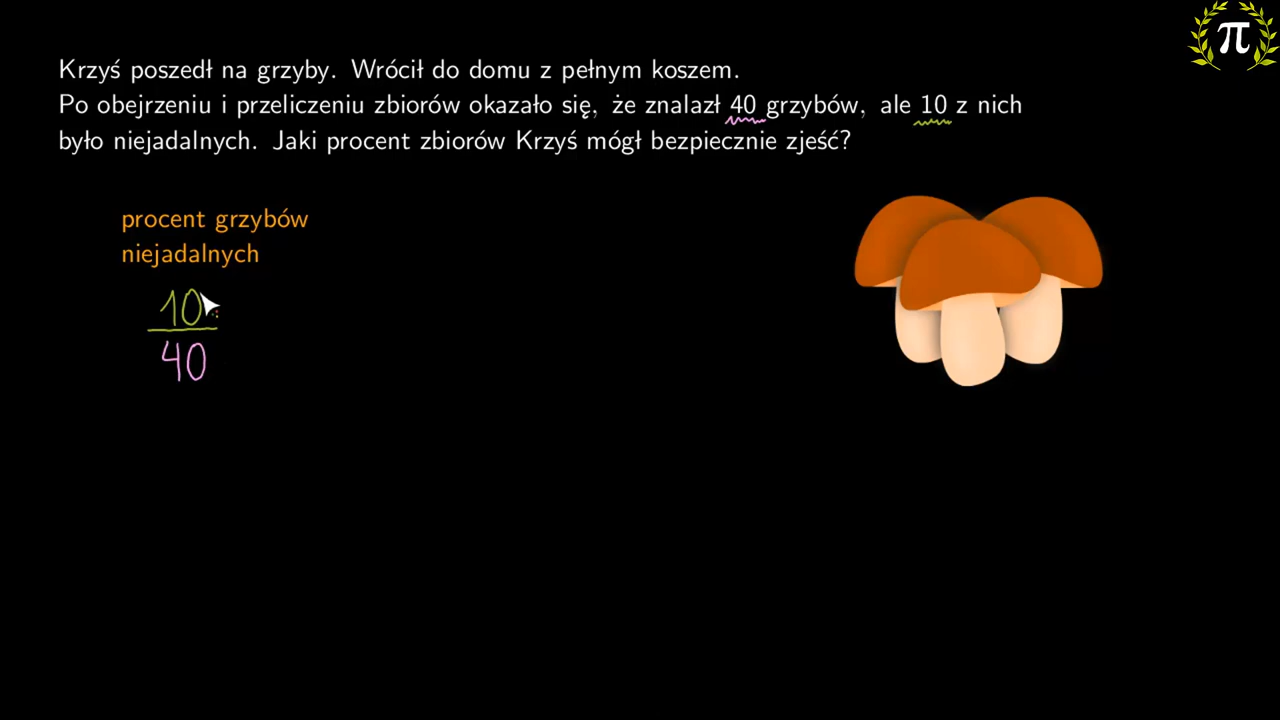 π
Krzyś poszedł na grzyby. Wrócił do domu z pełnym koszem.
Po obejrzeniu i przeliczeniu zbiorów okazało się, że znalazł 40 grzybów, ale 10 z nich
było niejadalnych. Jaki procent zbiorów Krzyś mógł bezpiecznie zjeść?
procent grzybów
niejadalnych
10
40